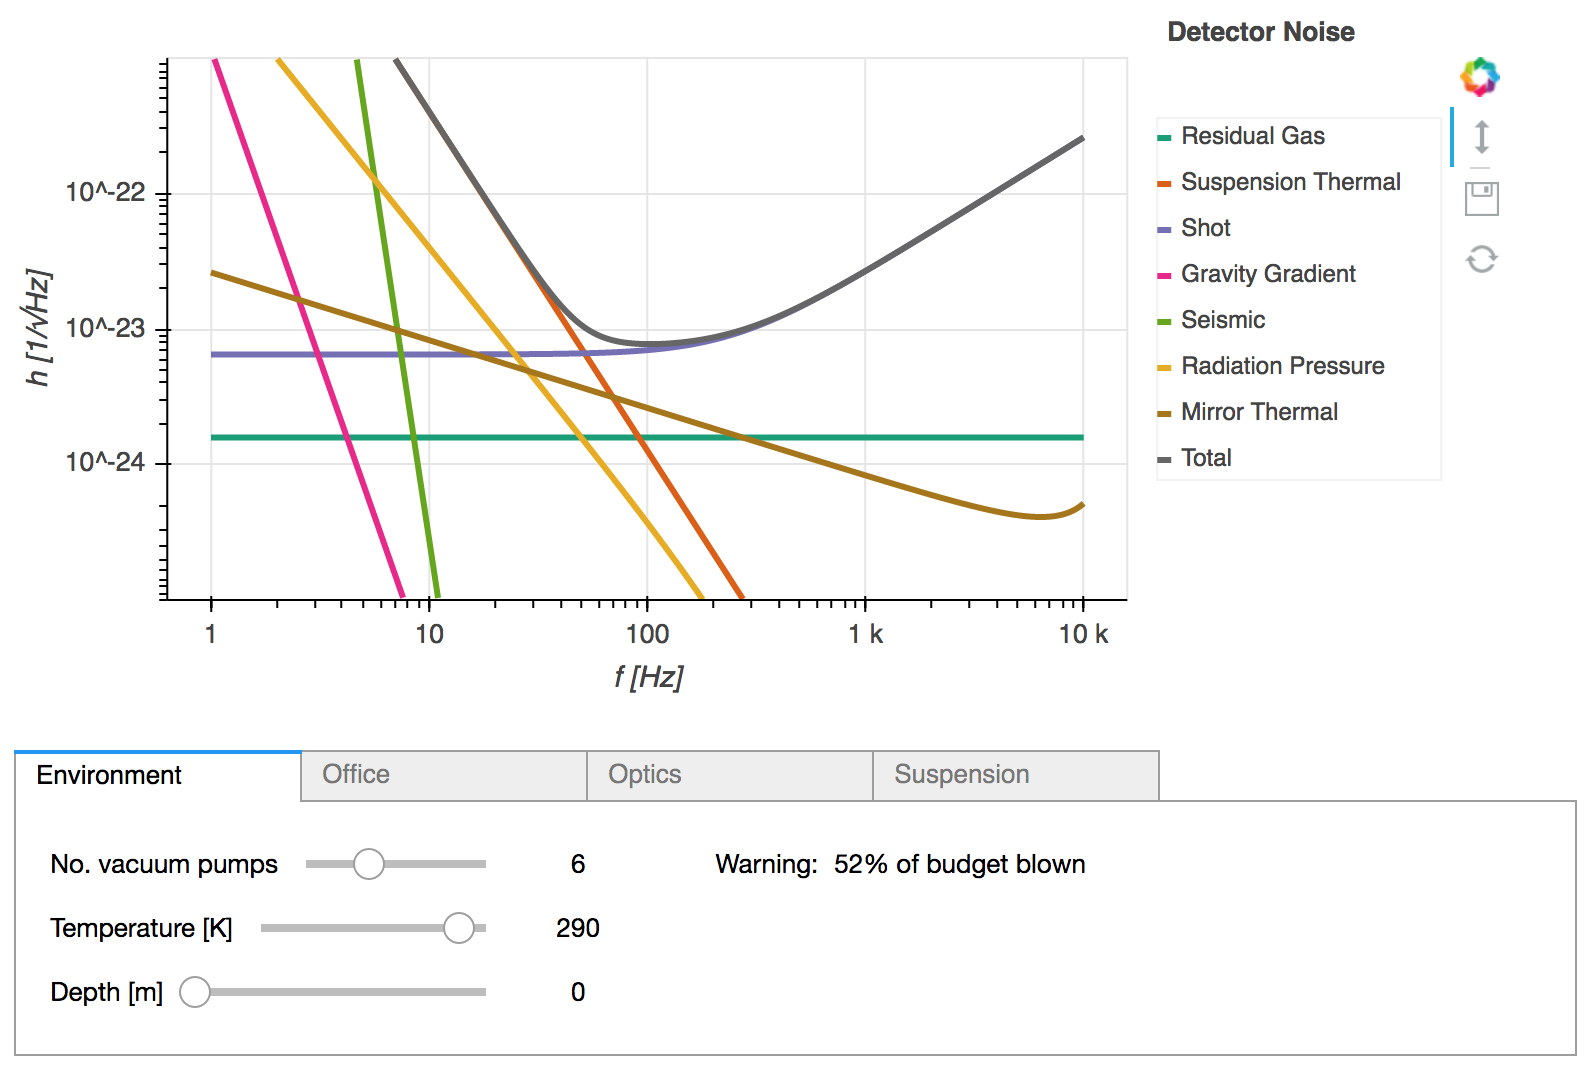 Detector Noise
10^-22
10^-23
10^-24
h [1/√Hz]
1 10 100 1 k 10 k
f [Hz]
Residual Gas
Suspension Thermal
Shot
Gravity Gradient
Seismic
Radiation Pressure
Mirror Thermal
Total
Environment Office Optics Suspension
No. vacuum pumps 6 Warning: 52% of budget blown
Temperature [K] 290
Depth [m] 0